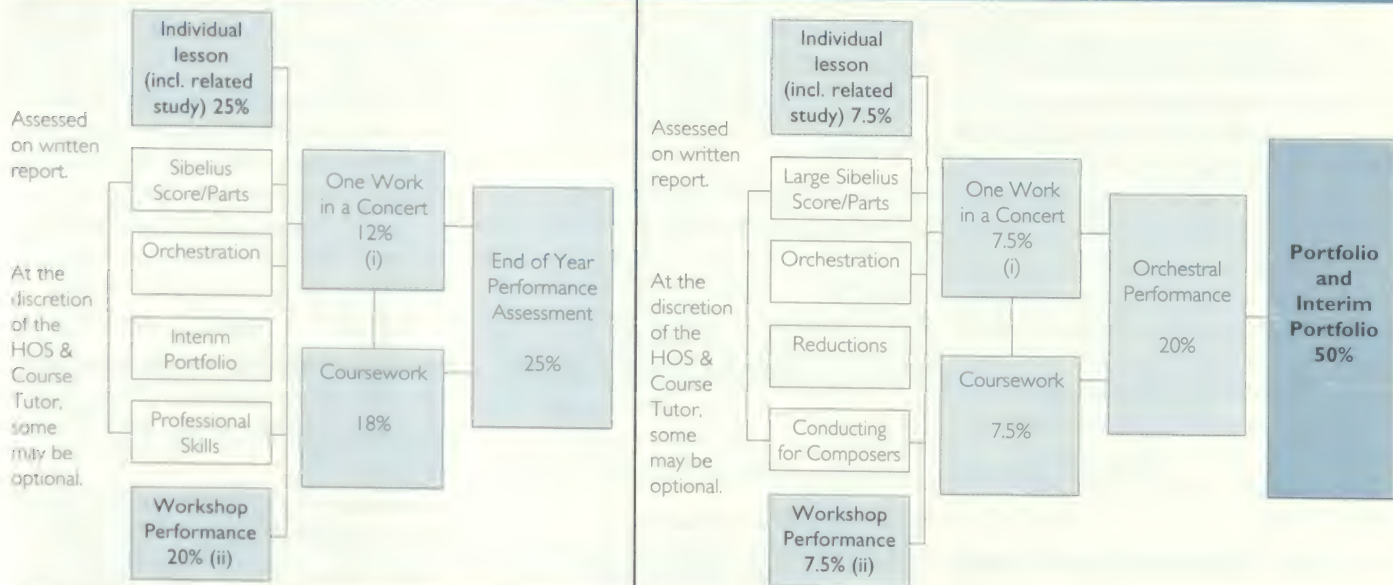 Individual
lesson
(incl. related
study) 25%
Assessed
on written
report.
Sibelius
Score/Parts
Orchestration
At the
discretion
of the
HOS &
Course
Tutor,
some
may be
optional.
Interim
Portfolio
Professional
Skills
Workshop
Performance
20% (ii)
One Work
in a Concert
12%
(i)
Coursework
18%
End of Year
Performance
Assessment
25%
Individual
lesson
(incl. related
study) 7.5%
Assessed
on written
report.
Large Sibelius
Score/Parts
Orchestration
At the
discretion
of the
HOS &
Course
Tutor,
some
may be
optional.
Reductions
Conducting
for Composers
Workshop
Performance
7.5% (ii)
One Work
in a Concert
7.5%
(i)
Coursework
7.5%
Orchestral
Performance
20%
Portfolio
and
Interim
Portfolio
50%